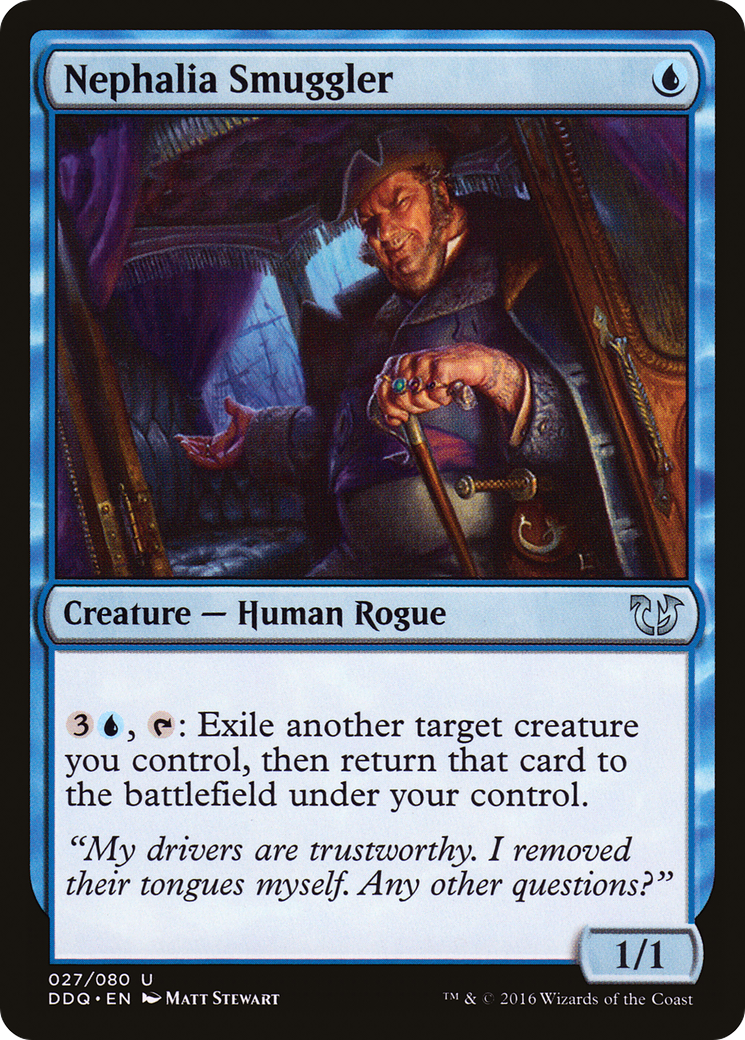 Nephalia Smuggler
Creature — Human Rogue
3, : Exile another target creature
you control, then return that card to
the battlefield under your control.
“My drivers are trustworthy. I removed
their tongues myself. Any other questions?”
1/1
027/080 U
DDQ • EN Matt Stewart
™ & © 2016 Wizards of the Coast